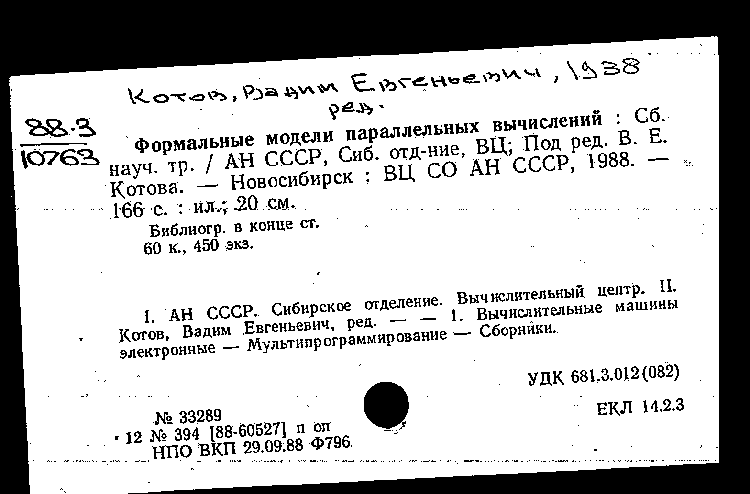 Котов, Вадим Евгеньевич, 1938
ред.
88-3
10763
Формальные модели параллельных вычислений : Сб.
науч. тр. / АН СССР, Сиб. отд-ние, ВЦ; Под ред. В. Е.
Котова. — Новосибирск : ВЦ СО АН СССР, 1988. —
166 с. : ил.; 20 см.
Библиогр. в конце ст.
60 к., 450 экз.
I. АН СССР. Сибирское отделение. Вычислительный центр. II.
Котов, Вадим Евгеньевич, ред. — — 1. Вычислительные машины
электронные — Мультипрограммирование — Сборники.
УДК 681.3.012(082)
№ 33289
ЕКЛ 14.2.3
12 № 394 [88-60527] п оп
НПО ВКП 29.09.88 Ф796.